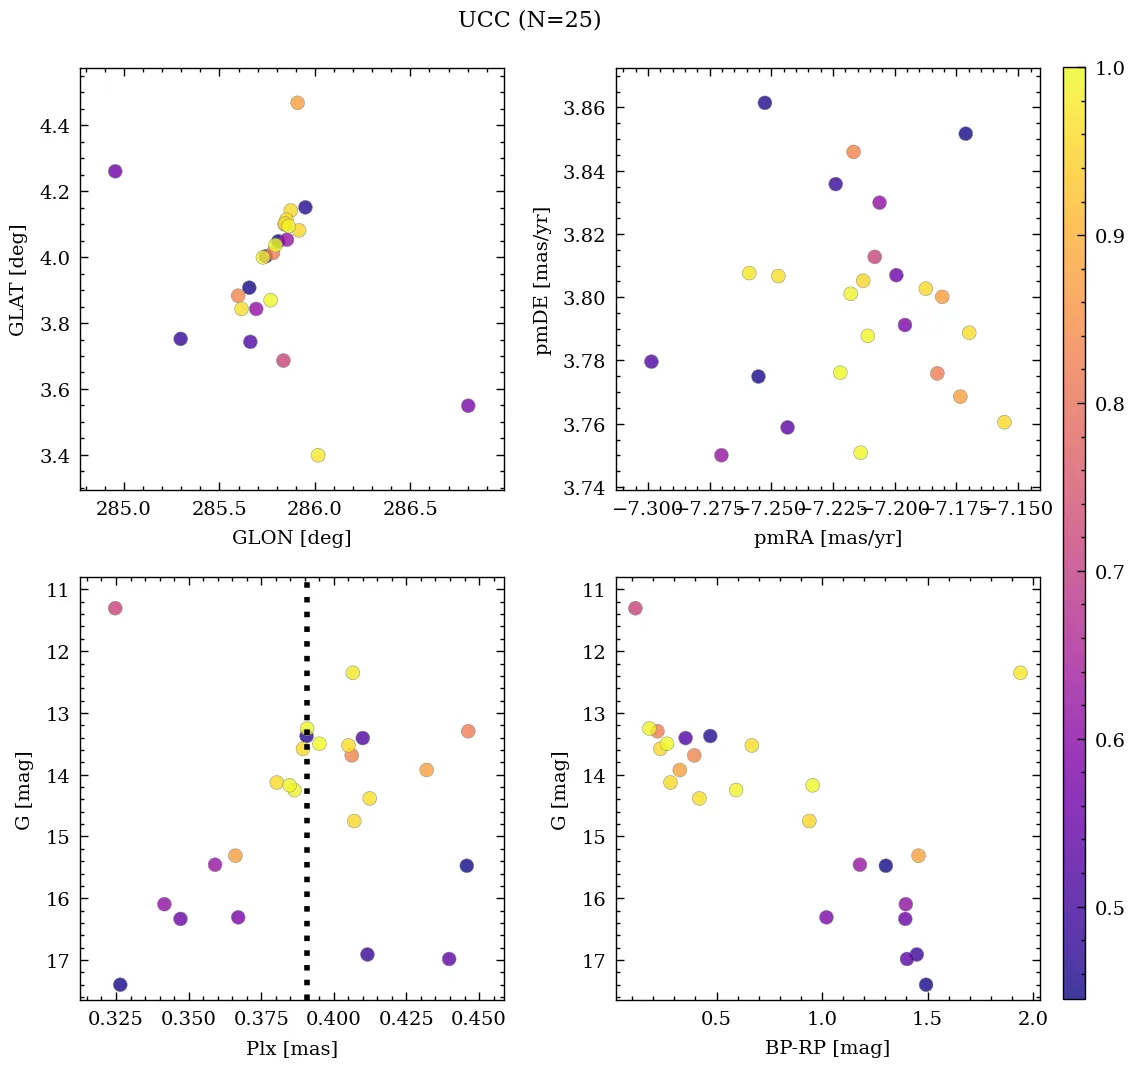 UCC (N=25)
4.4
4.2
4.0
3.8
3.6
3.4
GLAT [deg]
285.0 285.5 286.0 286.5
GLON [deg]
3.86
3.84
3.82
3.80
3.78
3.76
3.74
pmDE [mas/yr]
−7.300 −7.275 −7.250 −7.225 −7.200 −7.175 −7.150
pmRA [mas/yr]
1.0
0.9
0.8
0.7
0.6
0.5
11
12
13
14
15
16
17
G [mag]
0.325 0.350 0.375 0.400 0.425 0.450
Plx [mas]
11
12
13
14
15
16
17
G [mag]
0.5 1.0 1.5 2.0
BP-RP [mag]